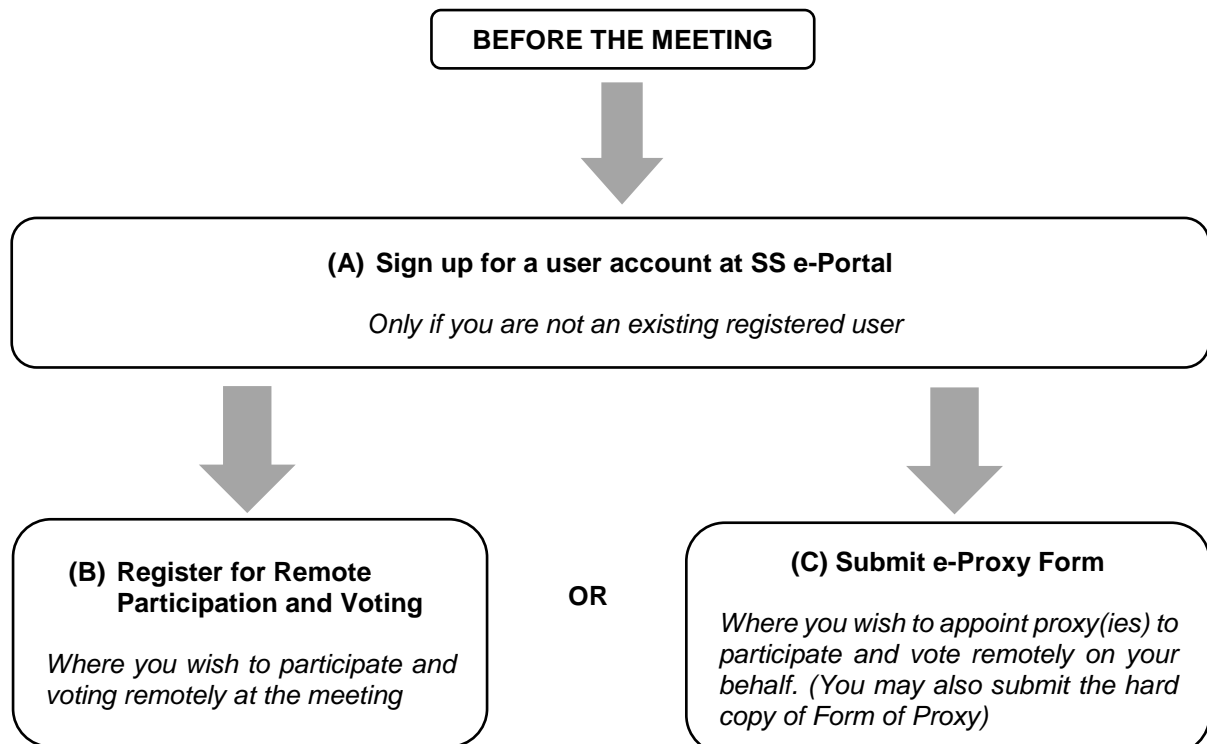 BEFORE THE MEETING
(A) Sign up for a user account at SS e-Portal
Only if you are not an existing registered user
(B) Register for Remote
Participation and Voting
Where you wish to participate and
voting remotely at the meeting
OR
(C) Submit e-Proxy Form
Where you wish to appoint proxy(ies) to
participate and vote remotely on your
behalf. (You may also submit the hard
copy of Form of Proxy)